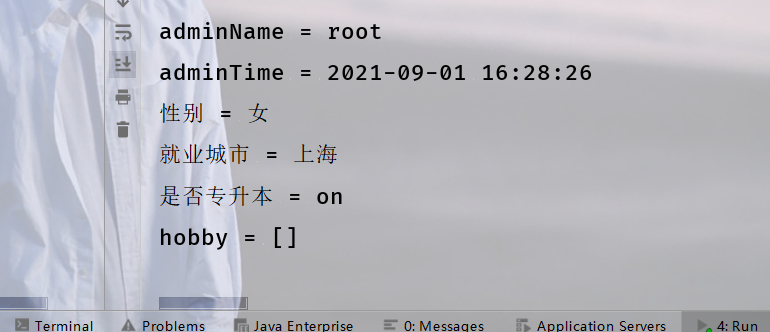 adminName = root
adminTime = 2021-09-01 16:28:26
性别 = 女
就业城市 = 上海
是否专升本 = on
hobby = []
Terminal Problems Java Enterprise 0: Messages Application Servers 4: Run